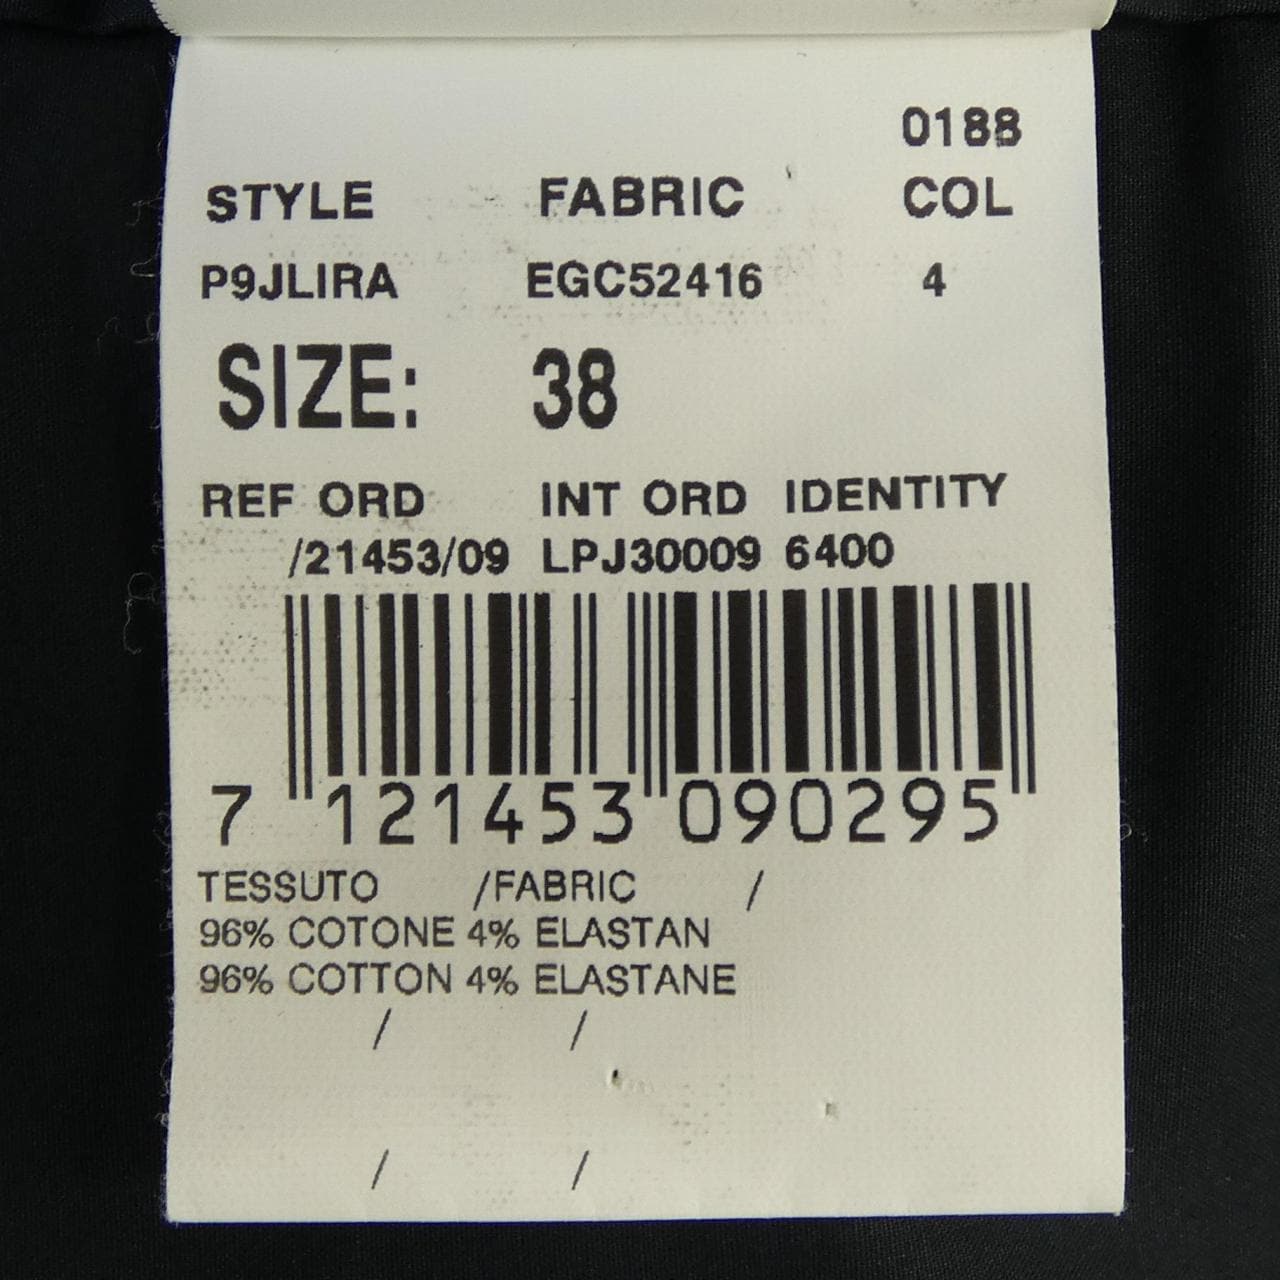 0188
STYLE FABRIC COL
P9JLIRA EGC52416 4
SIZE: 38
REF ORD INT ORD IDENTITY
/21453/09 LPJ30009 6400
7 121453 090295
TESSUTO /FABRIC /
96% COTONE 4% ELASTAN
96% COTTON 4% ELASTANE
/ /
/ /